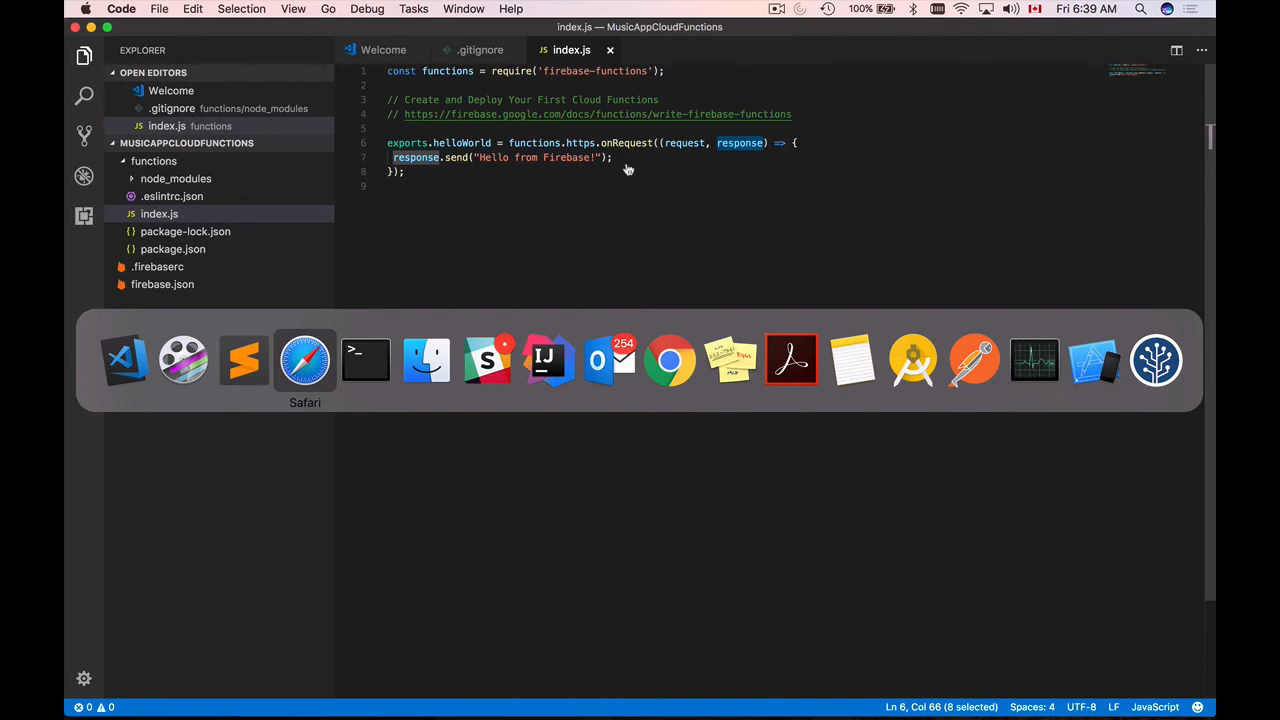 Code File Edit Selection View Go Debug Tasks Window Help 100% Fri 6:39 AM
index.js — MusicAppCloudFunctions
EXPLORER
Welcome .gitignore index.js
OPEN EDITORS
Welcome
.gitignore functions/node_modules
index.js functions
MUSICAPPCLOUDFUNCTIONS
functions
node_modules
.eslintrc.json
JS index.js
{} package-lock.json
{} package.json
.firebaserc
firebase.json
1 const functions = require('firebase-functions');
2
3 // Create and Deploy Your First Cloud Functions
4 // https://firebase.google.com/docs/functions/write-firebase-functions
5
6 exports.helloWorld = functions.https.onRequest((request, response) => {
7 response.send("Hello from Firebase!");
8 });
9
254
Safari
0 0 Ln 6, Col 66 (8 selected) Spaces: 4 UTF-8 LF JavaScript